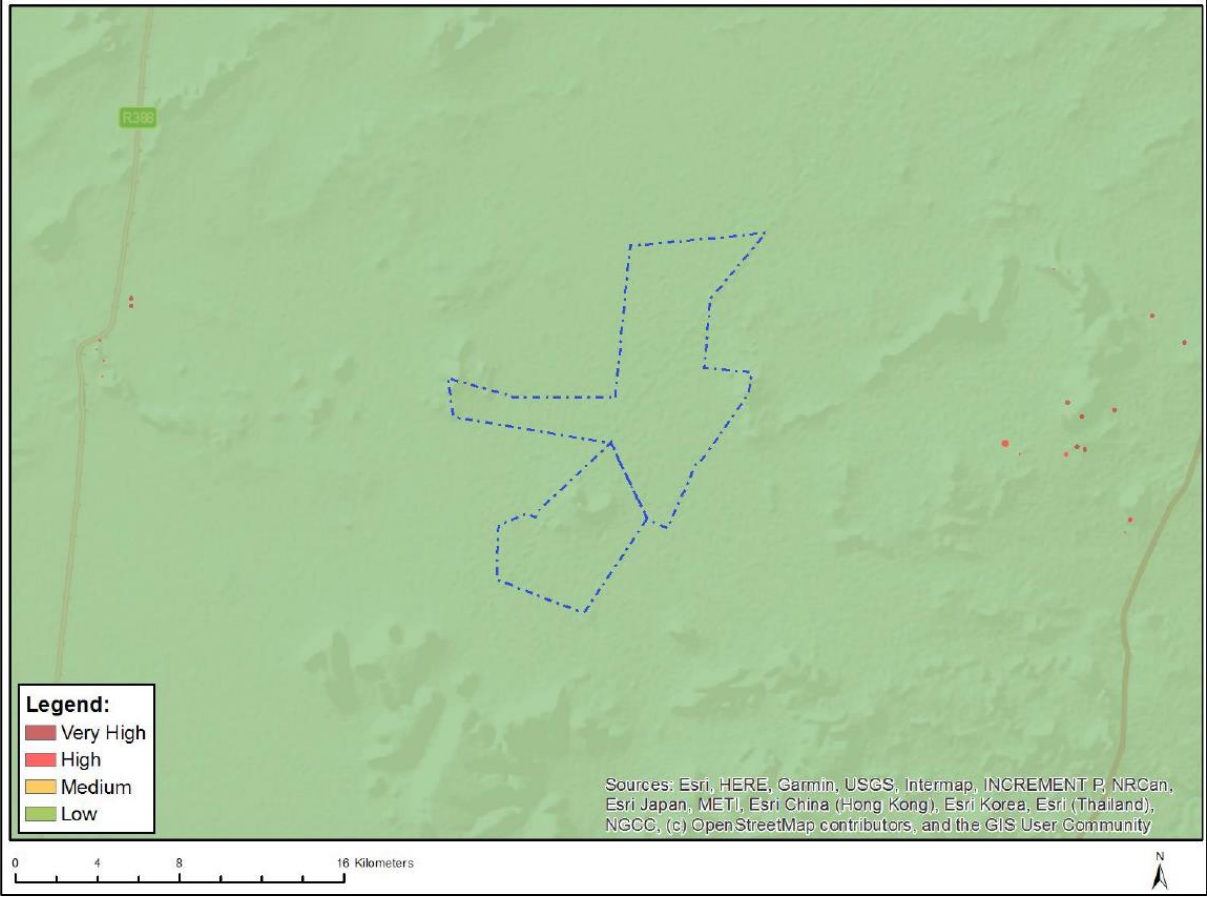 R388
Legend:
Very High
High
Medium
Low
Sources: Esri, HERE, Garmin, USGS, Intermap, INCREMENT P, NRCan,
Esri Japan, METI, Esri China (Hong Kong), Esri Korea, Esri (Thailand),
NGCC, (c) OpenStreetMap contributors, and the GIS User Community
0 4 8 16 Kilometers
N